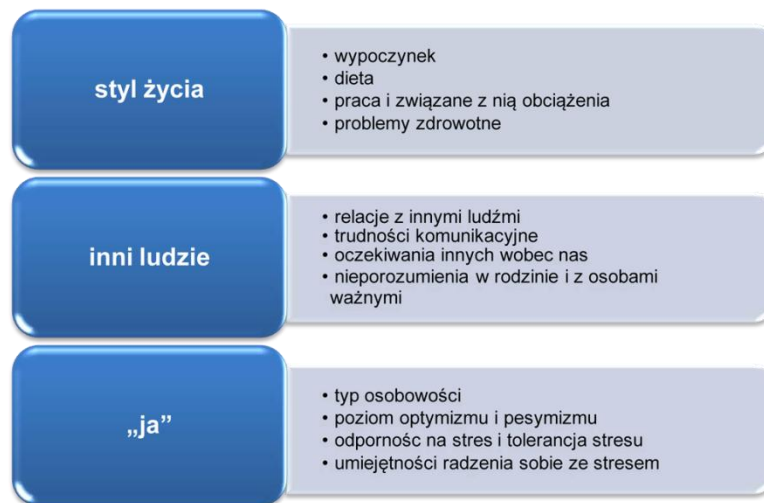 styl życia
• wypoczynek
• dieta
• praca i związane z nią obciążenia
• problemy zdrowotne
inni ludzie
• relacje z innymi ludźmi
• trudności komunikacyjne
• oczekiwania innych wobec nas
• nieporozumienia w rodzinie i z osobami
ważnymi
„ja”
• typ osobowości
• poziom optymizmu i pesymizmu
• odpornośc na stres i tolerancja stresu
• umiejętności radzenia sobie ze stresem